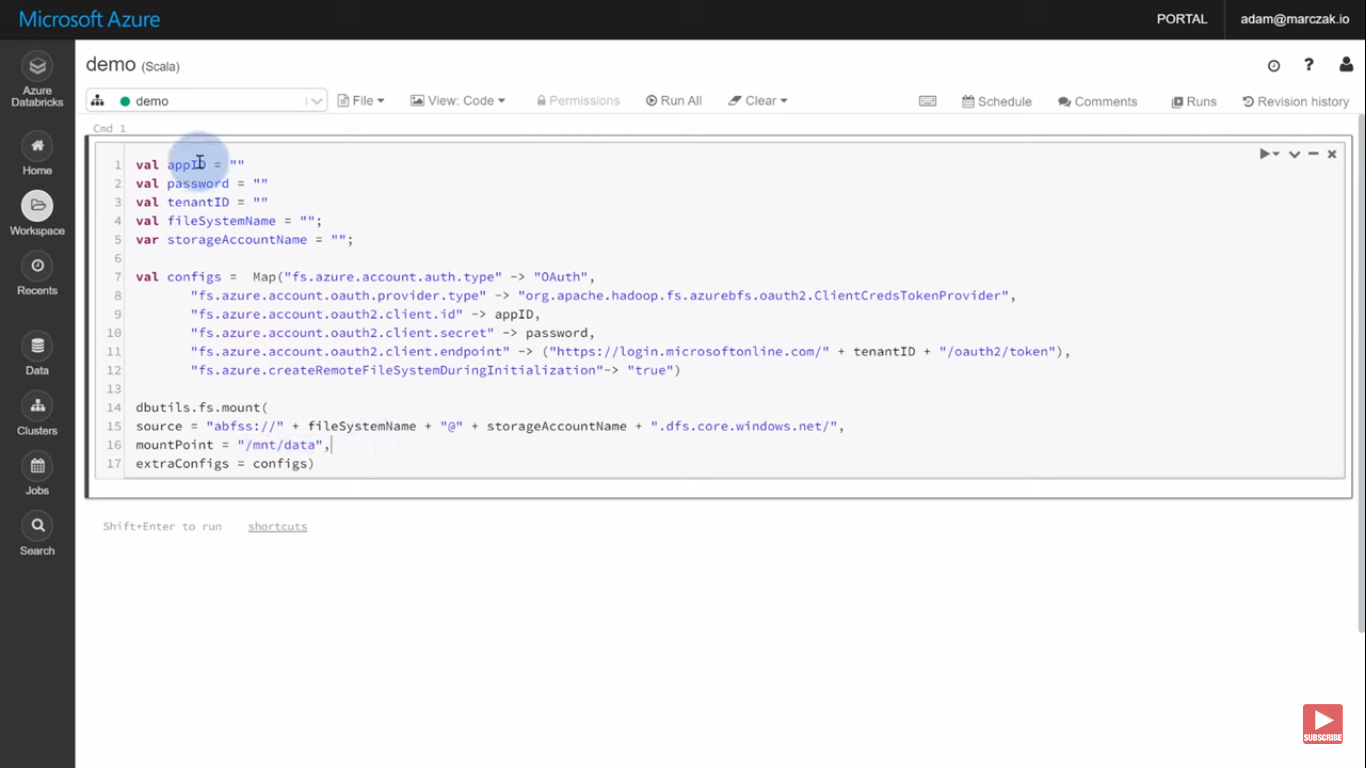 Microsoft Azure
PORTAL
adam@marczak.io
Azure
Databricks
Home
Workspace
Recents
Data
Clusters
Jobs
Search
demo (Scala)
demo
File
View: Code
Permissions
Run All
Clear
Schedule
Comments
Runs
Revision history
Cmd 1
1 val appID = ""
2 val password = ""
3 val tenantID = ""
4 val fileSystemName = "";
5 var storageAccountName = "";
6
7 val configs =  Map("fs.azure.account.auth.type" -> "OAuth",
8 "fs.azure.account.oauth.provider.type" -> "org.apache.hadoop.fs.azurebfs.oauth2.ClientCredsTokenProvider",
9 "fs.azure.account.oauth2.client.id" -> appID,
10 "fs.azure.account.oauth2.client.secret" -> password,
11 "fs.azure.account.oauth2.client.endpoint" -> ("https://login.microsoftonline.com/" + tenantID + "/oauth2/token"),
12 "fs.azure.createRemoteFileSystemDuringInitialization"-> "true")
13
14 dbutils.fs.mount(
15 source = "abfss://" + fileSystemName + "@" + storageAccountName + ".dfs.core.windows.net/",
16 mountPoint = "/mnt/data",
17 extraConfigs = configs)
Shift+Enter to run shortcuts
SUBSCRIBE